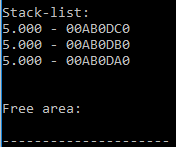 Stack-list:
5.000 - 00AB0DC0
5.000 - 00AB0DB0
5.000 - 00AB0DA0
Free area:
---------------------